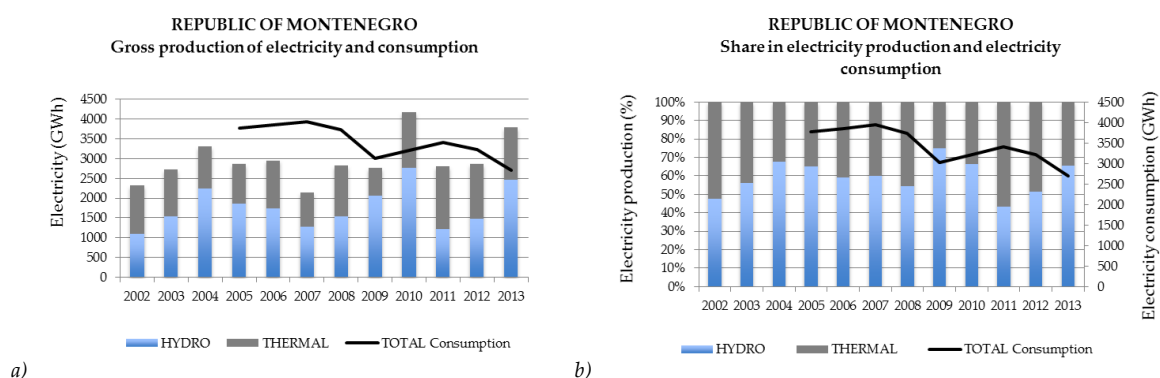 REPUBLIC OF MONTENEGRO
Gross production of electricity and consumption
Electricity (GWh)
4500
4000
3500
3000
2500
2000
1500
1000
500
0
2002 2003 2004 2005 2006 2007 2008 2009 2010 2011 2012 2013
HYDRO THERMAL TOTAL Consumption
a)
REPUBLIC OF MONTENEGRO
Share in electricity production and electricity
consumption
Electricity production (%)
100%
90%
80%
70%
60%
50%
40%
30%
20%
10%
0%
4500
4000
3500
3000
2500
2000
1500
1000
500
0
Electricity consumption (GWh)
2002 2003 2004 2005 2006 2007 2008 2009 2010 2011 2012 2013
HYDRO THERMAL TOTAL Consumption
b)